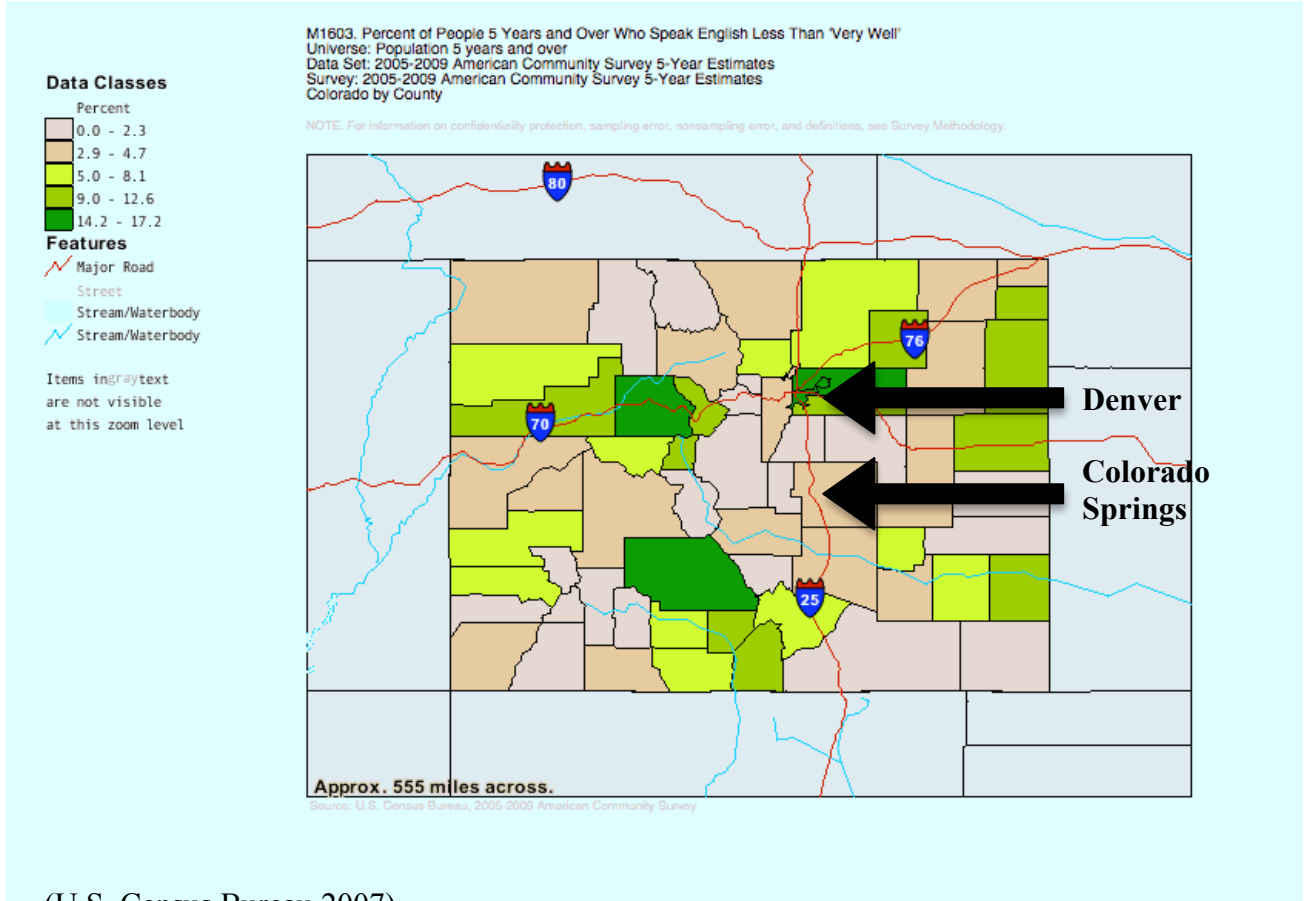 M1603. Percent of People 5 Years and Over Who Speak English Less Than 'Very Well'
Universe: Population 5 years and over
Data Set: 2005-2009 American Community Survey 5-Year Estimates
Survey: 2005-2009 American Community Survey 5-Year Estimates
Colorado by County
NOTE. For information on confidentiality protection, sampling error, nonsampling error, and definitions, see Survey Methodology.
Data Classes
Percent
0.0 - 2.3
2.9 - 4.7
5.0 - 8.1
9.0 - 12.6
14.2 - 17.2
Features
Major Road
Street
Stream/Waterbody
Stream/Waterbody
Items in gray text
are not visible
at this zoom level
80
76
70
25
Denver
Colorado
Springs
Approx. 555 miles across.
Source: U.S. Census Bureau, 2005-2009 American Community Survey
(U.S. Census Bureau 2007)